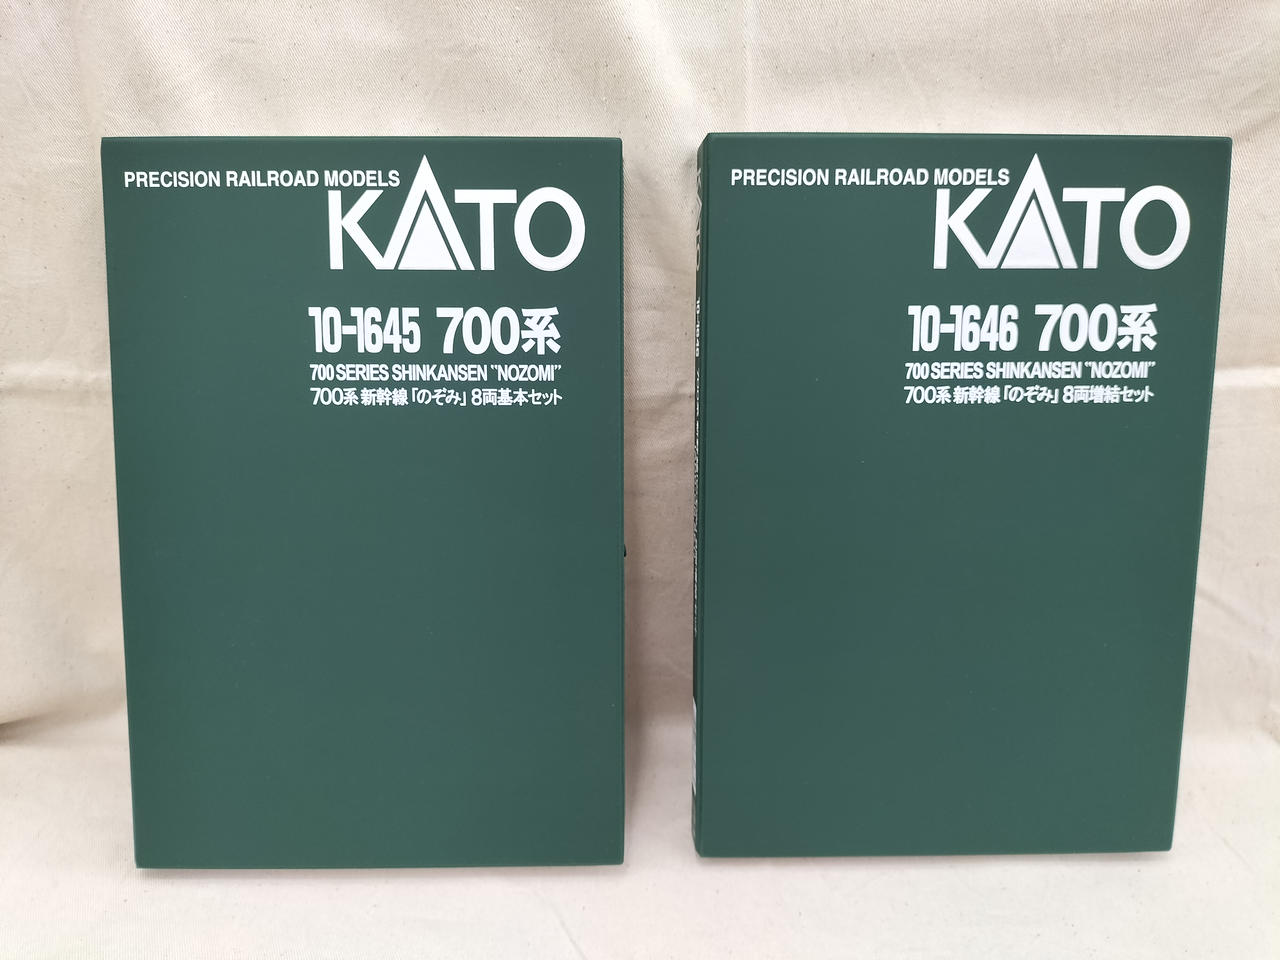 PRECISION RAILROAD MODELS
KATO
10-1645 700系
700 SERIES SHINKANSEN "NOZOMI"
700系 新幹線「のぞみ」8両基本セット
PRECISION RAILROAD MODELS
KATO
10-1646 700系
700 SERIES SHINKANSEN "NOZOMI"
700系 新幹線「のぞみ」8両増結セット